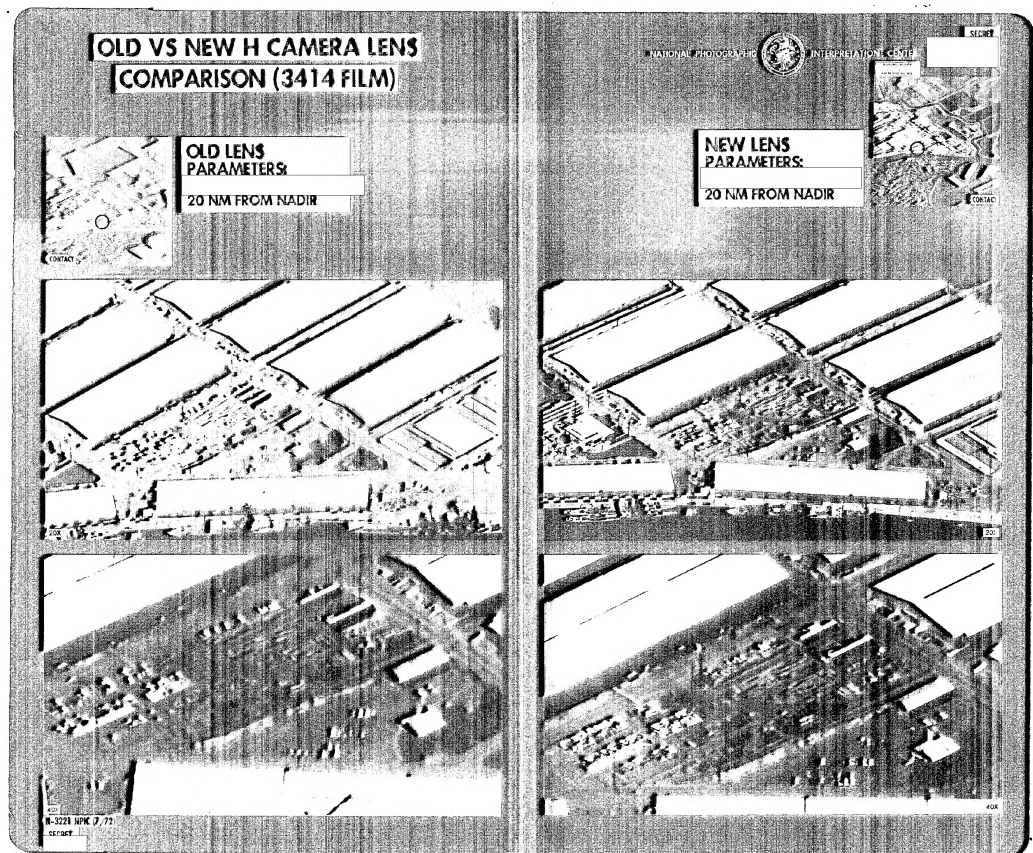 OLD VS NEW H CAMERA LENS
COMPARISON (3414 FILM)
NATIONAL PHOTOGRAPHIC INTERPRETATION CENTER
SECRET
OLD LENS
PARAMETERS:
20 NM FROM NADIR
CONTACT
NEW LENS
PARAMETERS:
20 NM FROM NADIR
CONTACT
20X
20X
40X
40X
N-3221 NPIC (7/72)
SECRET